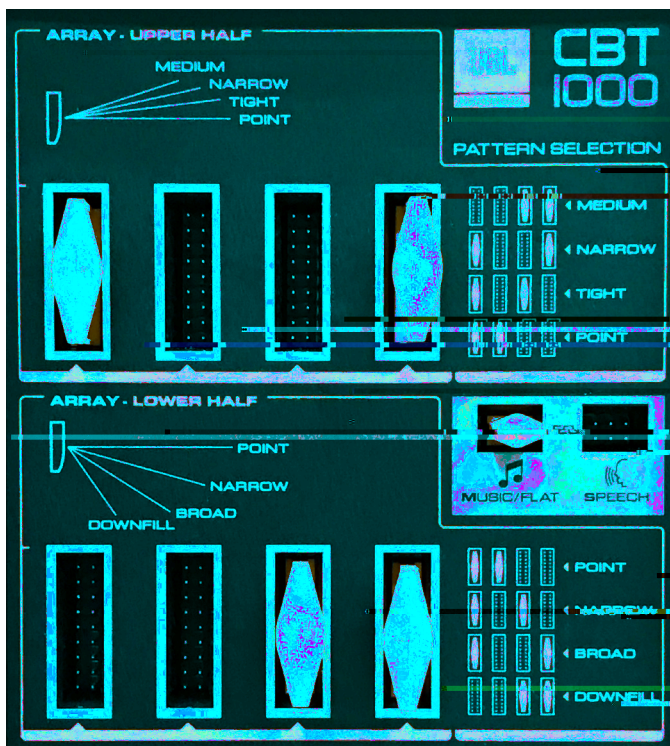 ARRAY - UPPER HALF
MEDIUM
NARROW
TIGHT
POINT
JBL
CBT
1000
PATTERN SELECTION
MEDIUM
NARROW
TIGHT
POINT
ARRAY - LOWER HALF
POINT
NARROW
BROAD
DOWNFILL
MUSIC/FLAT
SPEECH
POINT
NARROW
BROAD
DOWNFILL